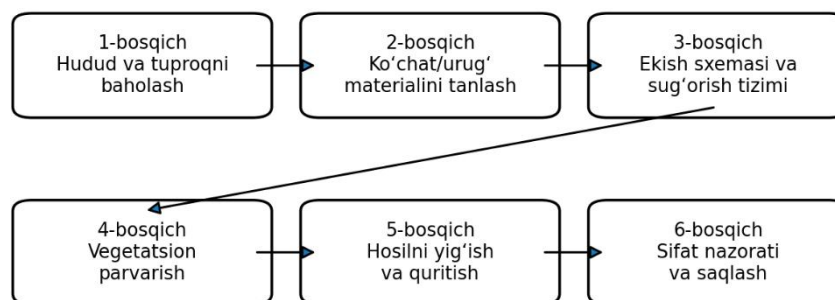 1-bosqich
Hudud va tuproqni
baholash
2-bosqich
Ko‘chat/urug‘
materialini tanlash
3-bosqich
Ekish sxemasi va
sug‘orish tizimi
4-bosqich
Vegetatsion
parvarish
5-bosqich
Hosilni yig‘ish
va quritish
6-bosqich
Sifat nazorati
va saqlash